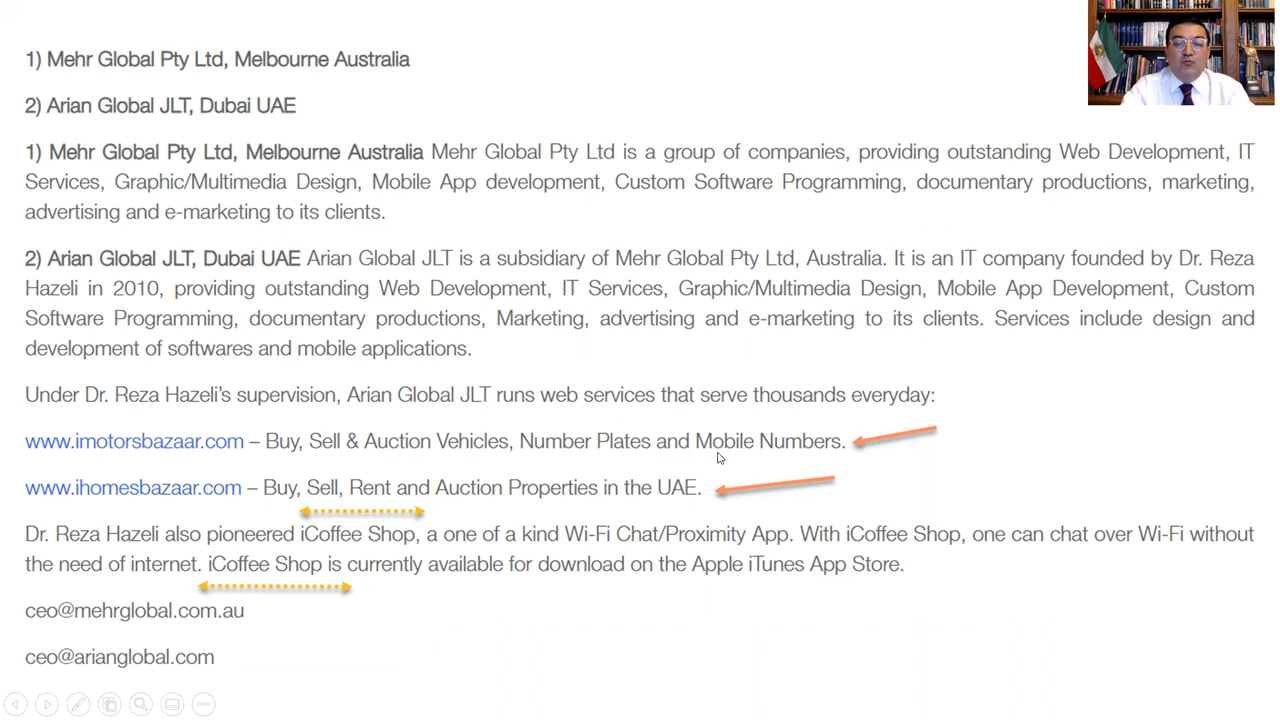 1) Mehr Global Pty Ltd, Melbourne Australia
2) Arian Global JLT, Dubai UAE
1) Mehr Global Pty Ltd, Melbourne Australia Mehr Global Pty Ltd is a group of companies, providing outstanding Web Development, IT
Services, Graphic/Multimedia Design, Mobile App development, Custom Software Programming, documentary productions, marketing,
advertising and e-marketing to its clients.
2) Arian Global JLT, Dubai UAE Arian Global JLT is a subsidiary of Mehr Global Pty Ltd, Australia. It is an IT company founded by Dr. Reza
Hazeli in 2010, providing outstanding Web Development, IT Services, Graphic/Multimedia Design, Mobile App Development, Custom
Software Programming, documentary productions, Marketing, advertising and e-marketing to its clients. Services include design and
development of softwares and mobile applications.
Under Dr. Reza Hazeli's supervision, Arian Global JLT runs web services that serve thousands everyday:
www.imotorsbazaar.com – Buy, Sell & Auction Vehicles, Number Plates and Mobile Numbers.
www.ihomesbazaar.com – Buy, Sell, Rent and Auction Properties in the UAE.
Dr. Reza Hazeli also pioneered iCoffee Shop, a one of a kind Wi-Fi Chat/Proximity App. With iCoffee Shop, one can chat over Wi-Fi without
the need of internet. iCoffee Shop is currently available for download on the Apple iTunes App Store.
ceo@mehrglobal.com.au
ceo@arianglobal.com